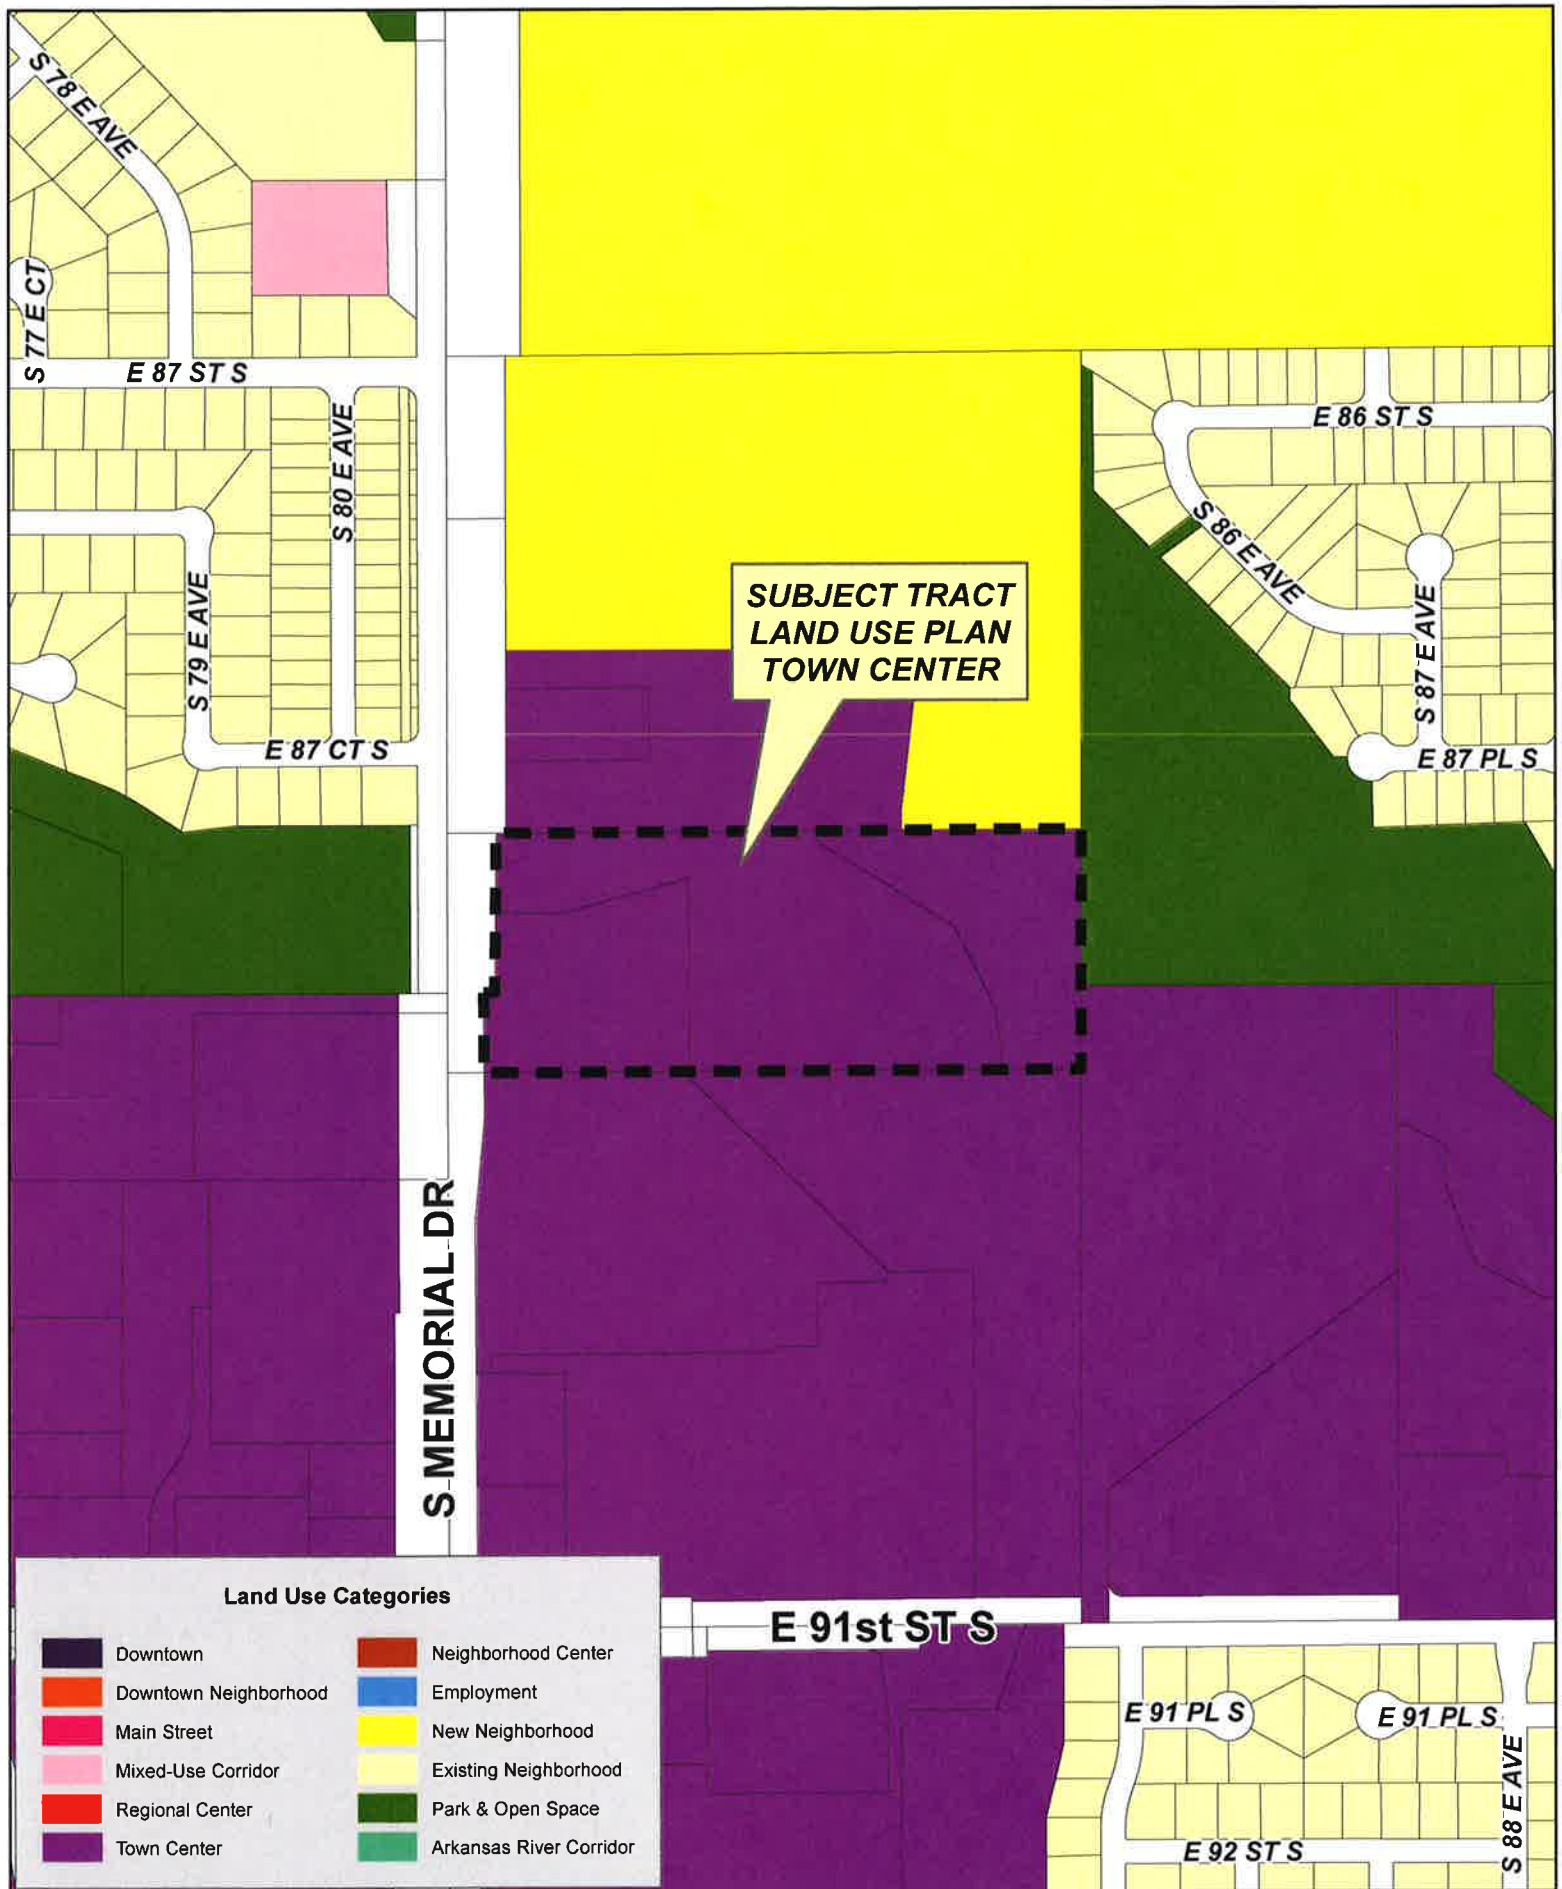 S 78 E AVE
S 77 E CT
E 87 ST S
S 80 E AVE
S 79 E AVE
E 87 CT S
E 86 ST S
S 86 E AVE
S 87 E AVE
E 87 PL S
SUBJECT TRACT
LAND USE PLAN
TOWN CENTER
S MEMORIAL DR
E 91st ST S
E 91 PL S
E 91 PL S
S 88 E AVE
E 92 ST S
Land Use Categories
Downtown
Downtown Neighborhood
Main Street
Mixed-Use Corridor
Regional Center
Town Center
Neighborhood Center
Employment
New Neighborhood
Existing Neighborhood
Park & Open Space
Arkansas River Corridor